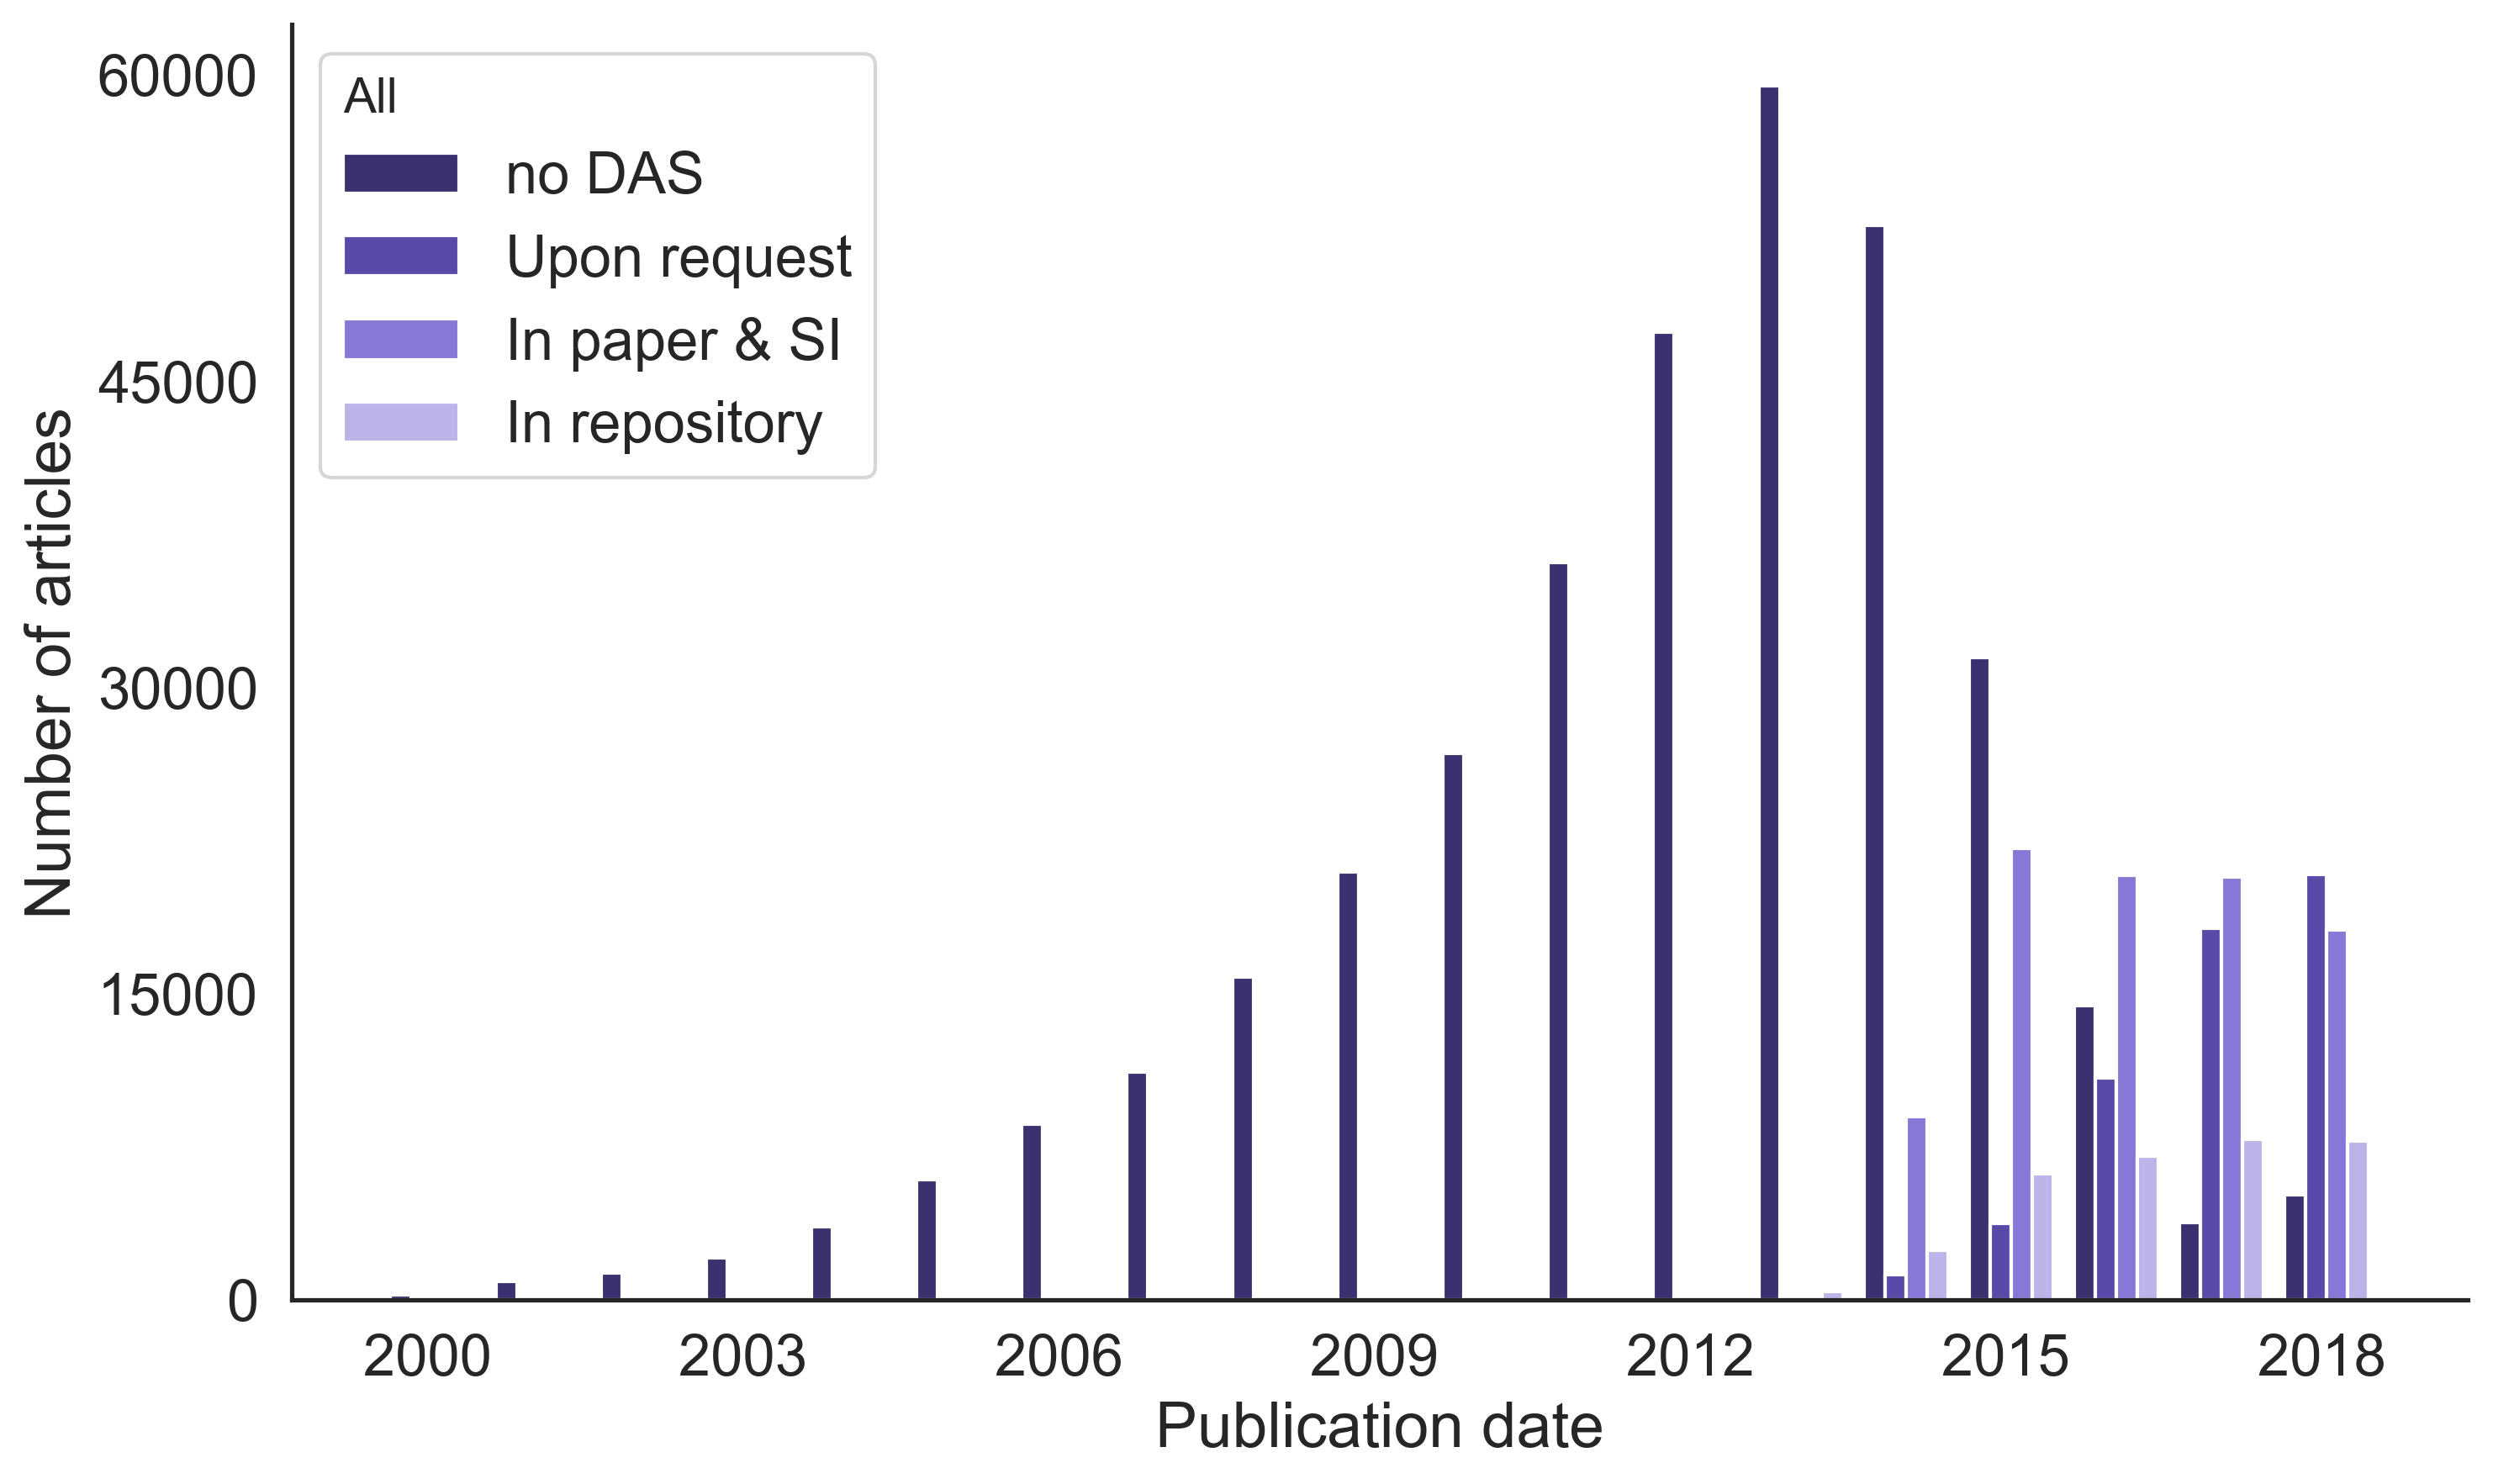 All
no DAS
Upon request
In paper & SI
In repository
Number of articles
60000
45000
30000
15000
0
2000 2003 2006 2009 2012 2015 2018
Publication date